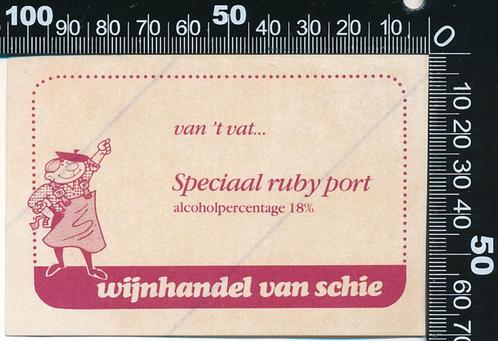 100 90 80 70 60 50 40 30 20 10 0
van 't vat...
Speciaal ruby port
alcoholpercentage 18%
wijnhandel van schie
10 20 30 40 50 60 70